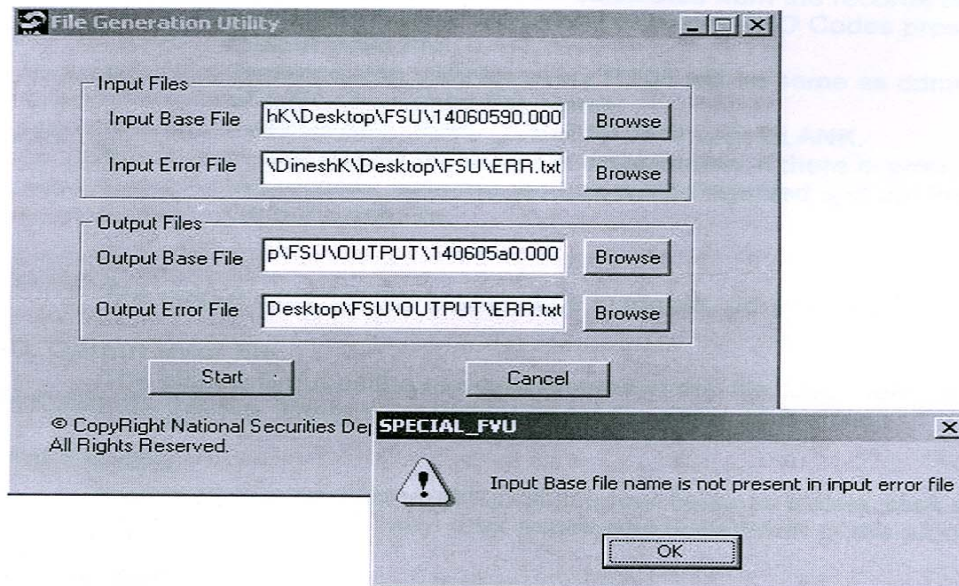 File Generation Utility
Input Files
Input Base File hK\Desktop\FSU\14060590.000 Browse
Input Error File \DineshK\Desktop\FSU\ERR.txt Browse
Output Files
Output Base File p\FSU\OUTPUT\140605a0.000 Browse
Output Error File Desktop\FSU\OUTPUT\ERR.txt Browse
Start Cancel
© CopyRight National Securities Dep
All Rights Reserved.
SPECIAL_FVU
Input Base file name is not present in input error file
OK